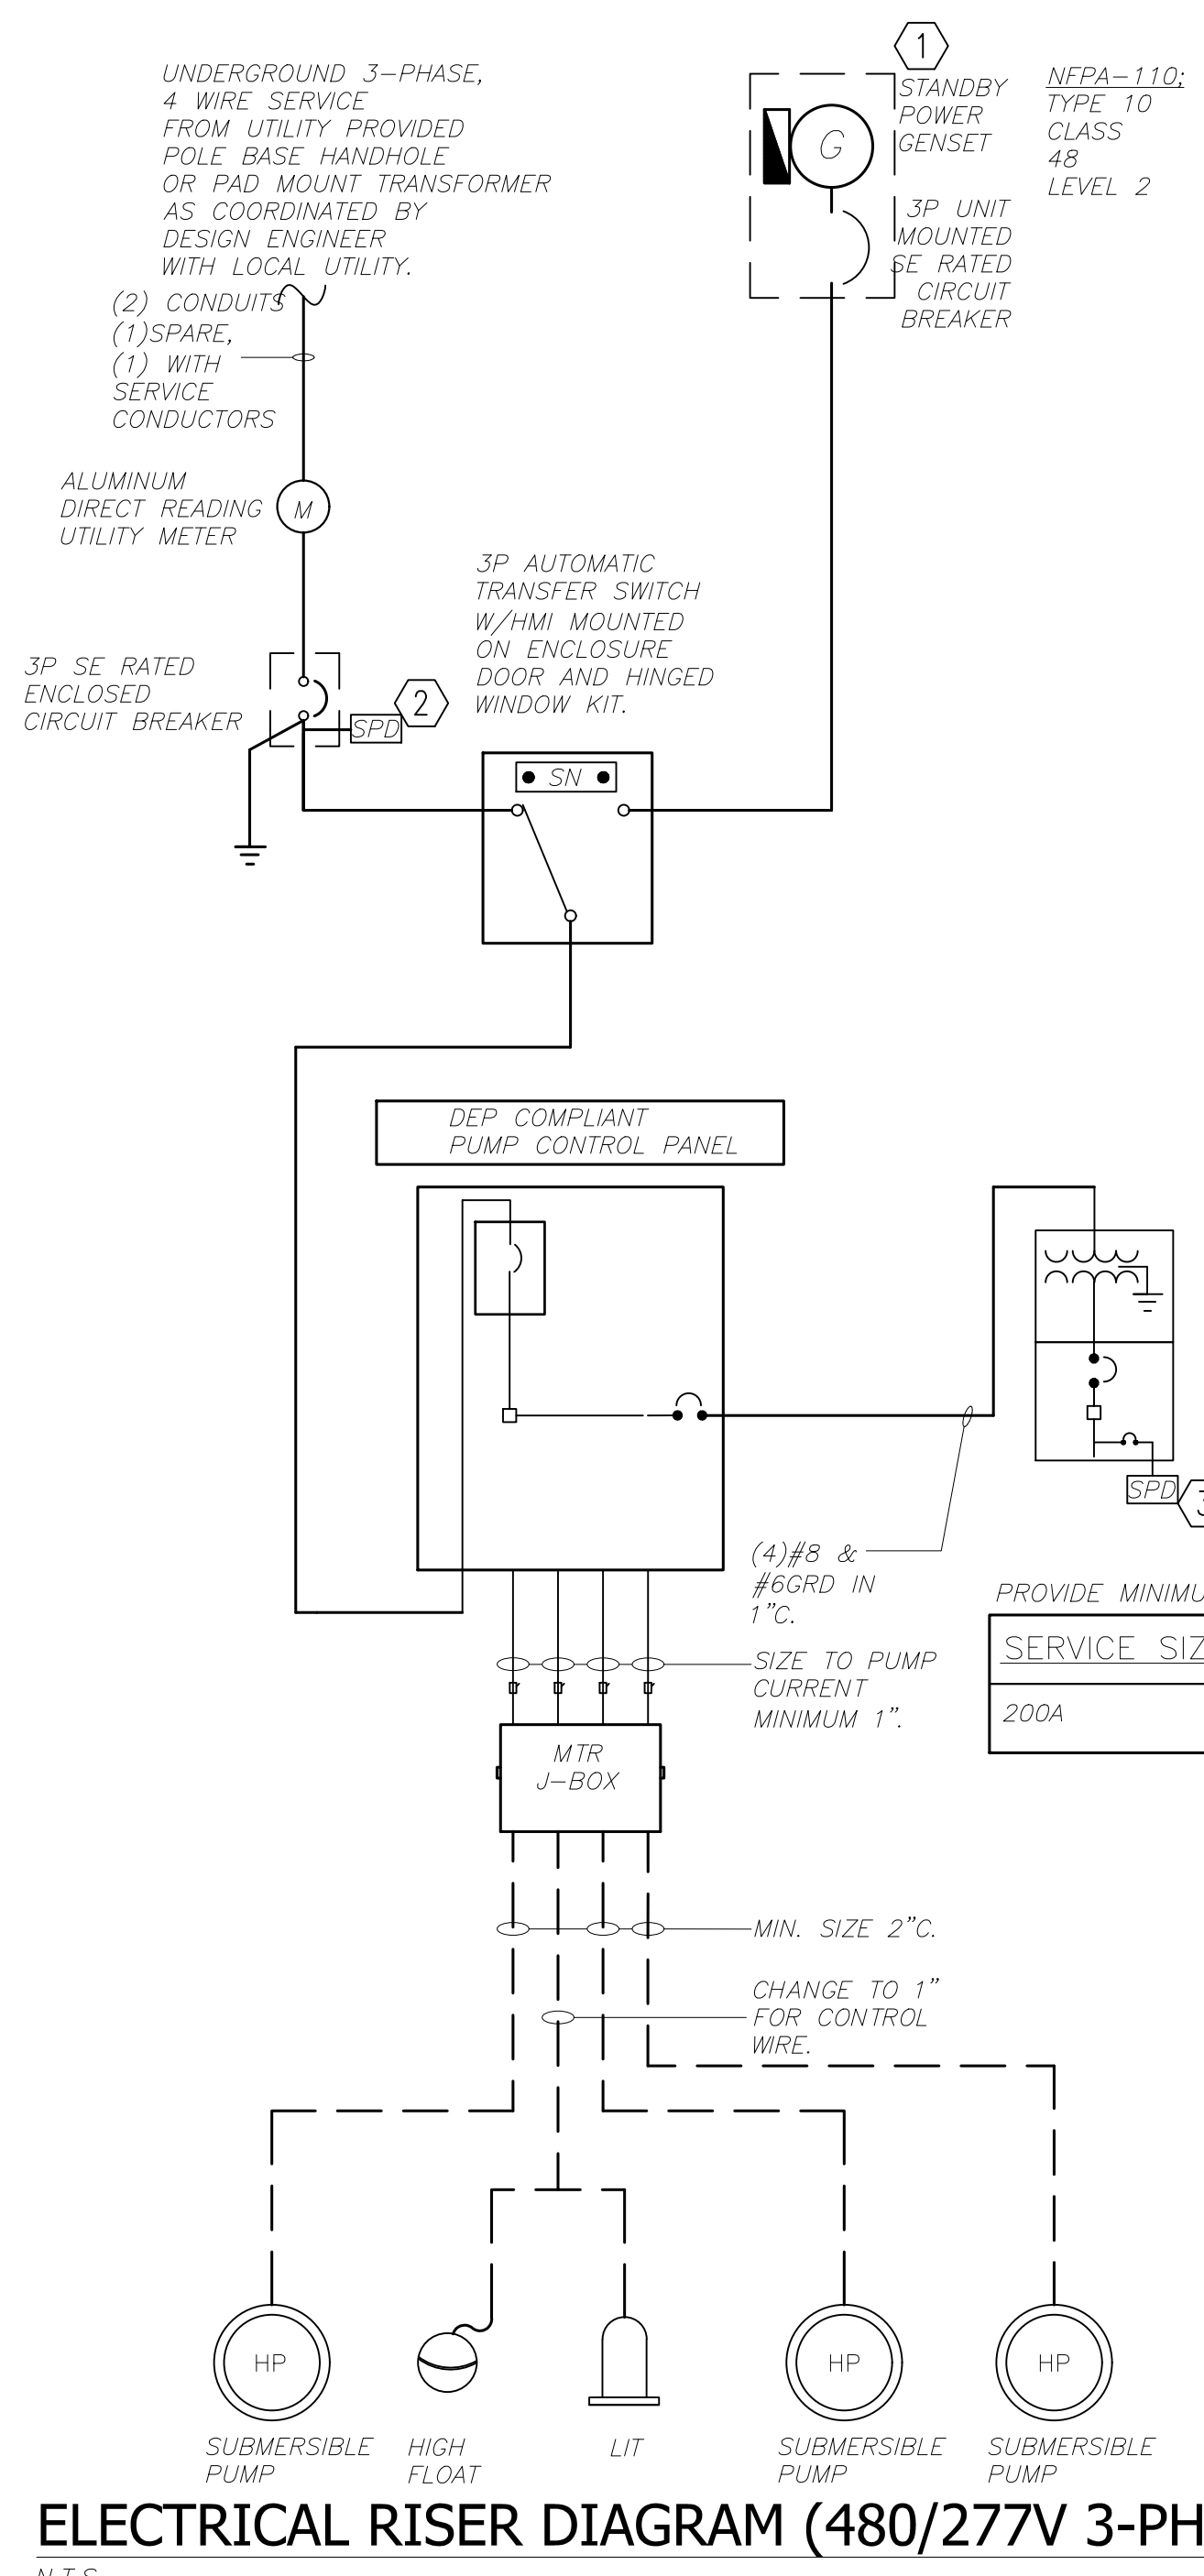 UNDERGROUND 3-PHASE,
4 WIRE SERVICE
FROM UTILITY PROVIDED
POLE BASE HANDHOLE
OR PAD MOUNT TRANSFORMER
AS COORDINATED BY
DESIGN ENGINEER
WITH LOCAL UTILITY.
1
STANDBY
POWER
GENSET
G
NFPA-110;
TYPE 10
CLASS
48
LEVEL 2
3P UNIT
MOUNTED
SE RATED
CIRCUIT
BREAKER
(2) CONDUITS
(1)SPARE,
(1) WITH
SERVICE
CONDUCTORS
ALUMINUM
DIRECT READING
UTILITY METER
M
3P AUTOMATIC
TRANSFER SWITCH
W/HMI MOUNTED
ON ENCLOSURE
DOOR AND HINGED
WINDOW KIT.
3P SE RATED
ENCLOSED
CIRCUIT BREAKER
SPD
2
SN
DEP COMPLIANT
PUMP CONTROL PANEL
SPD
3
(4)#8 &
#6GRD IN
1"C.
PROVIDE
SERVICE
200A
SIZE TO PUMP
CURRENT
MINIMUM 1".
MTR
J-BOX
MIN. SIZE 2"C.
CHANGE TO 1"
FOR CONTROL
WIRE.
HP
HP
HP
SUBMERSIBLE
PUMP
HIGH
FLOAT
LIT
SUBMERSIBLE
PUMP
SUBMERSIBLE
PUMP
ELECTRICAL RISER DIAGRAM (480/277V 3-PH